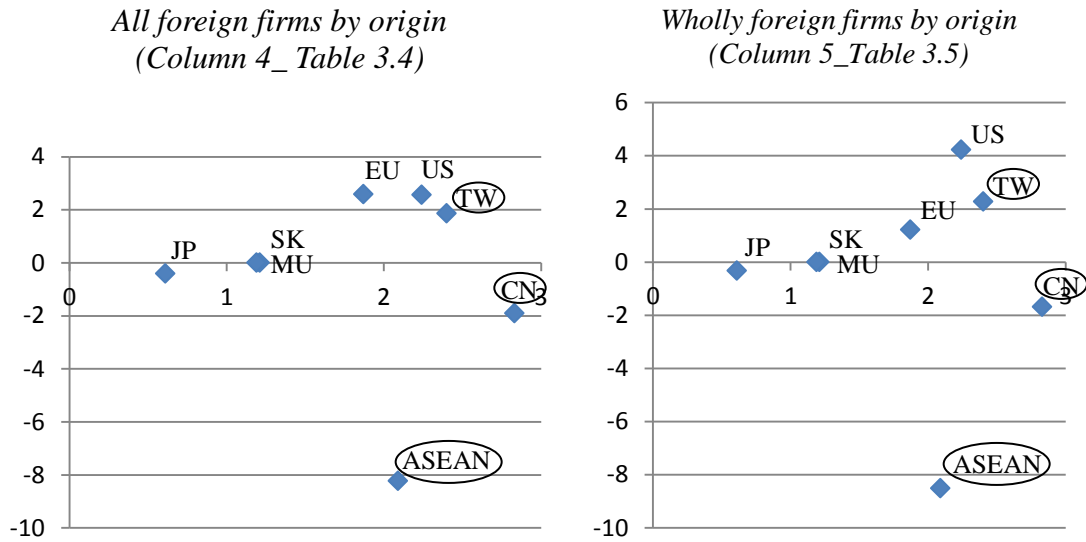 All foreign firms by origin
(Column 4_ Table 3.4)
4
2
0
-2
-4
-6
-8
-10
0
1
2
3
EU
US
TW
JP
SK
MU
CN
ASEAN
Wholly foreign firms by origin
(Column 5_Table 3.5)
6
4
2
0
-2
-4
-6
-8
-10
0
1
2
3
US
TW
EU
JP
SK
MU
CN
ASEAN